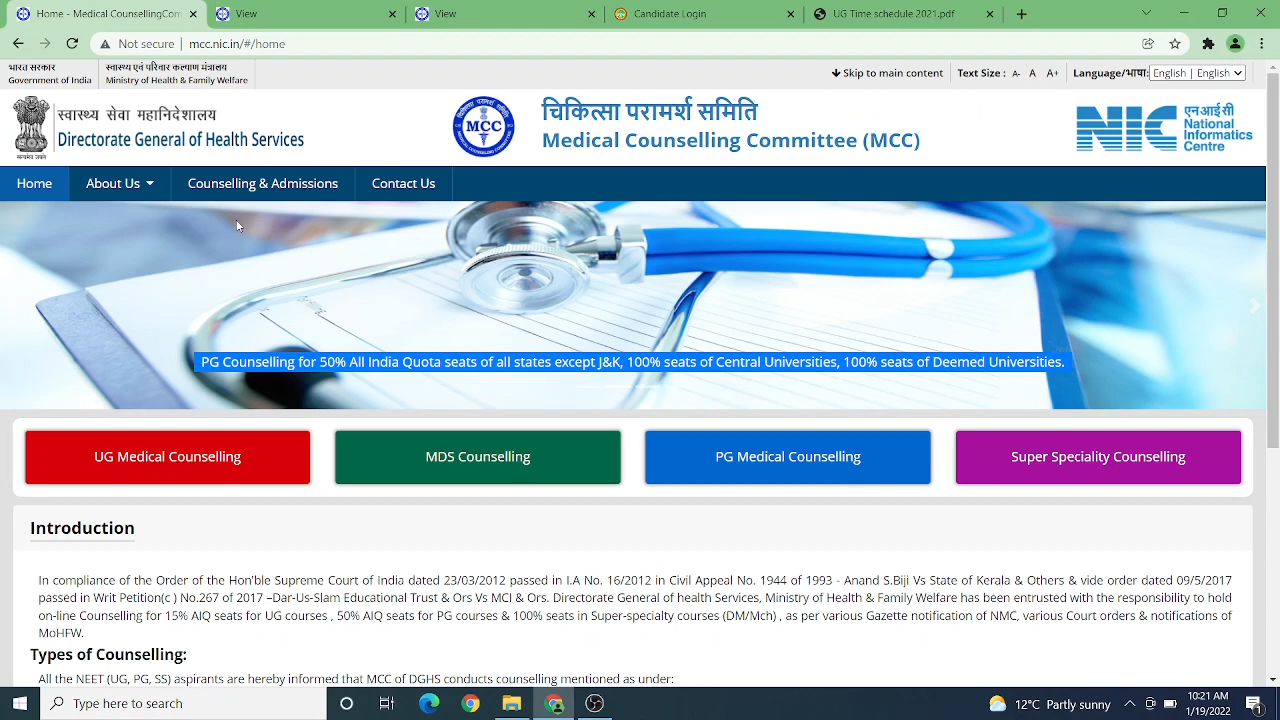 Home | MedicalCounsellingCom
View
View
Candidate Login
UG Time schedule 2021.pdf
Not secure | mcc.nic.in/#/home
भारत सरकार
Government of India
स्वास्थ्य एवं परिवार कल्याण मंत्रालय
Ministry of Health & Family Welfare
Skip to main content
Text Size : A- A A+
Language/भाषा: English | English
स्वास्थ्य सेवा महानिदेशालय
Directorate General of Health Services
MCC
चिकित्सा परामर्श समिति
Medical Counselling Committee (MCC)
NIC
एनआईसी
National
Informatics
Centre
Home About Us Counselling & Admissions Contact Us
PG Counselling for 50% All India Quota seats of all states except J&K, 100% seats of Central Universities, 100% seats of Deemed Universities.
UG Medical Counselling
MDS Counselling
PG Medical Counselling
Super Speciality Counselling
Introduction
In compliance of the Order of the Hon'ble Supreme Court of India dated 23/03/2012 passed in I.A No. 16/2012 in Civil Appeal No. 1944 of 1993 - Anand S.Biji Vs State of Kerala & Others & vide order dated 09/5/2017
passed in Writ Petition(c ) No.267 of 2017 –Dar-Us-Slam Educational Trust & Ors Vs MCI & Ors. Directorate General of health Services, Ministry of Health & Family Welfare has been entrusted with the responsibility to hold
on-line Counselling for 15% AIQ seats for UG courses , 50% AIQ seats for PG courses & 100% seats in Super-specialty courses (DM/Mch) , as per various Gazette notification of NMC, various Court orders & notifications of
MoHFW.
Types of Counselling:
All the NEET (UG, PG, SS) aspirants are hereby informed that MCC of DGHS conducts counselling mentioned as under:
Type here to search
12°C Partly sunny
10:21 AM
1/19/2022